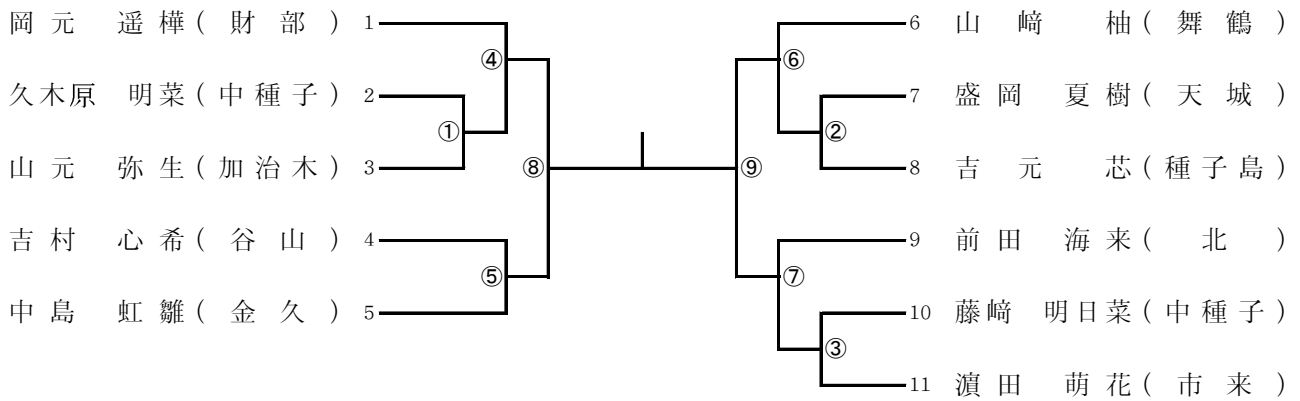 岡元 遥樺(財部) 1
久木原 明菜(中種子) 2
山元 弥生(加治木) 3
吉村 心希(谷山) 4
中島 虹雛(金久) 5
④
①
⑧
⑤
6 山﨑 柚(舞鶴)
7 盛岡 夏樹(天城)
8 吉元 芯(種子島)
9 前田 海来(北)
10 藤﨑 明日菜(中種子)
11 濵田 萌花(市来)
⑥
②
⑨
⑦
③